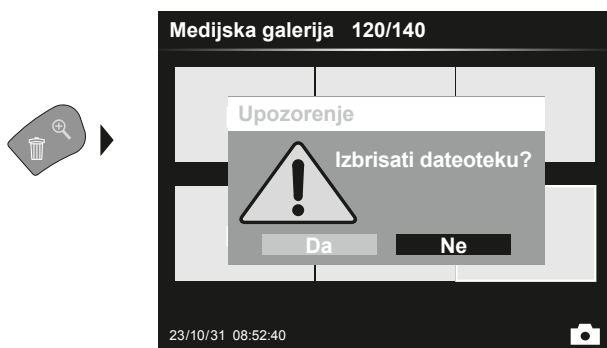 Medijska galerija 120/140
Upozorenje
Izbrisati dateoteku?
Da Ne
23/10/31 08:52:40